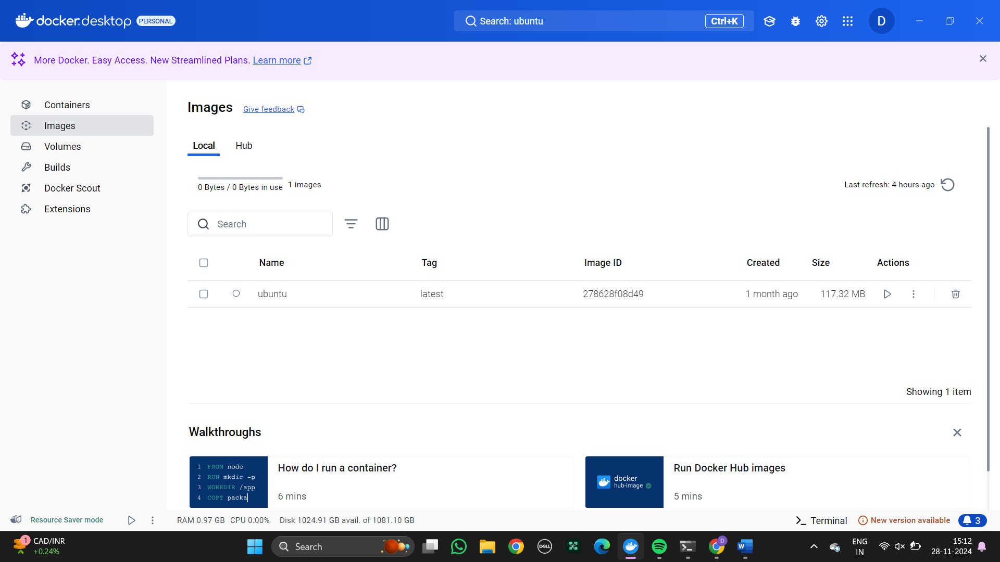 docker.desktop PERSONAL
Search: ubuntu Ctrl+K
D
More Docker. Easy Access. New Streamlined Plans. Learn more
Containers
Images
Volumes
Builds
Docker Scout
Extensions
Images Give feedback
Local Hub
0 Bytes / 0 Bytes in use 1 images
Last refresh: 4 hours ago
Search
Name Tag Image ID Created Size Actions
ubuntu latest 278628f08d49 1 month ago 117.32 MB
Showing 1 item
Walkthroughs
1 FROM node
2 RUN mkdir -p
3 WORKDIR /app
4 COPY packa
How do I run a container?
6 mins
docker
hub-image
Run Docker Hub images
5 mins
Resource Saver mode
RAM 0.97 GB CPU 0.00% Disk 1024.91 GB avail. of 1081.10 GB
Terminal
New version available
3
1
CAD/INR
+0.24%
Search
DELL
D
W
ENG
IN
15:12
28-11-2024